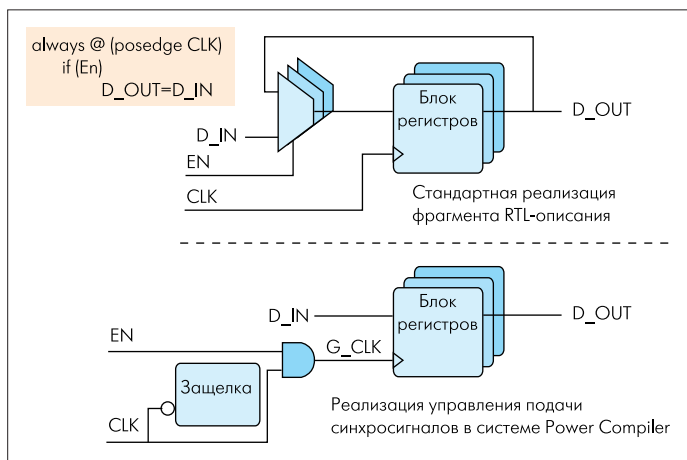 always @ (posedge CLK)
if (En)
D_OUT=D_IN
Блок
регистров
D_OUT
D_IN
EN
CLK
Стандартная реализация
фрагмента RTL-описания
Блок
регистров
D_IN
D_OUT
EN
G_CLK
Защелка
CLK
Реализация управления подачи
синхросигналов в системе Power Compiler